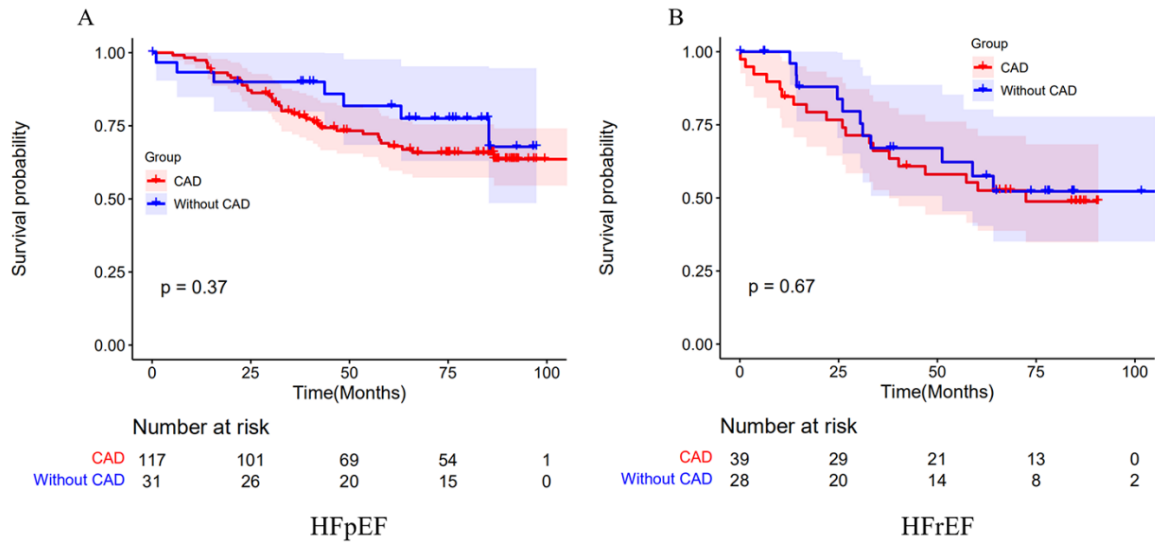 A
Survival probability
1.00
0.75
0.50
0.25
0.00
Group
CAD
Without CAD
p = 0.37
0 25 50 75 100
Time(Months)
Number at risk
CAD 117 101 69 54 1
Without CAD 31 26 20 15 0
HFpEF
B
Survival probability
1.00
0.75
0.50
0.25
0.00
Group
CAD
Without CAD
p = 0.67
0 25 50 75 100
Time(Months)
Number at risk
CAD 39 29 21 13 0
Without CAD 28 20 14 8 2
HFrEF